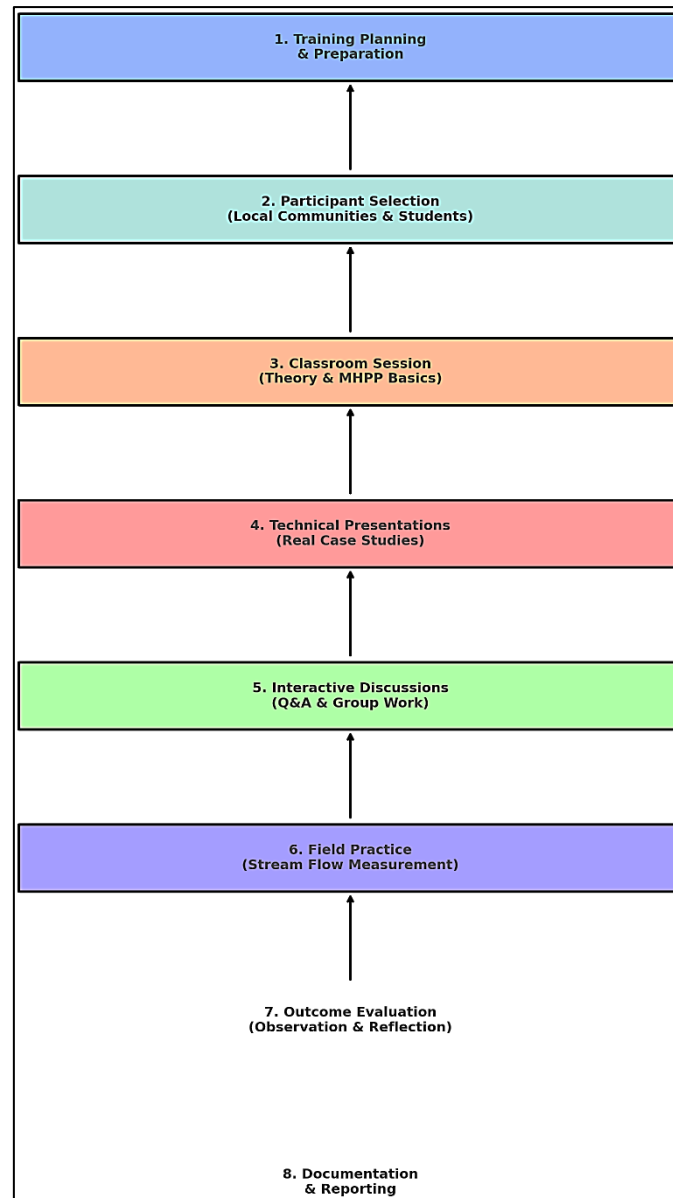 1. Training Planning
& Preparation
2. Participant Selection
(Local Communities & Students)
3. Classroom Session
(Theory & MHPP Basics)
4. Technical Presentations
(Real Case Studies)
5. Interactive Discussions
(Q&A & Group Work)
6. Field Practice
(Stream Flow Measurement)
7. Outcome Evaluation
(Observation & Reflection)
8. Documentation
& Reporting